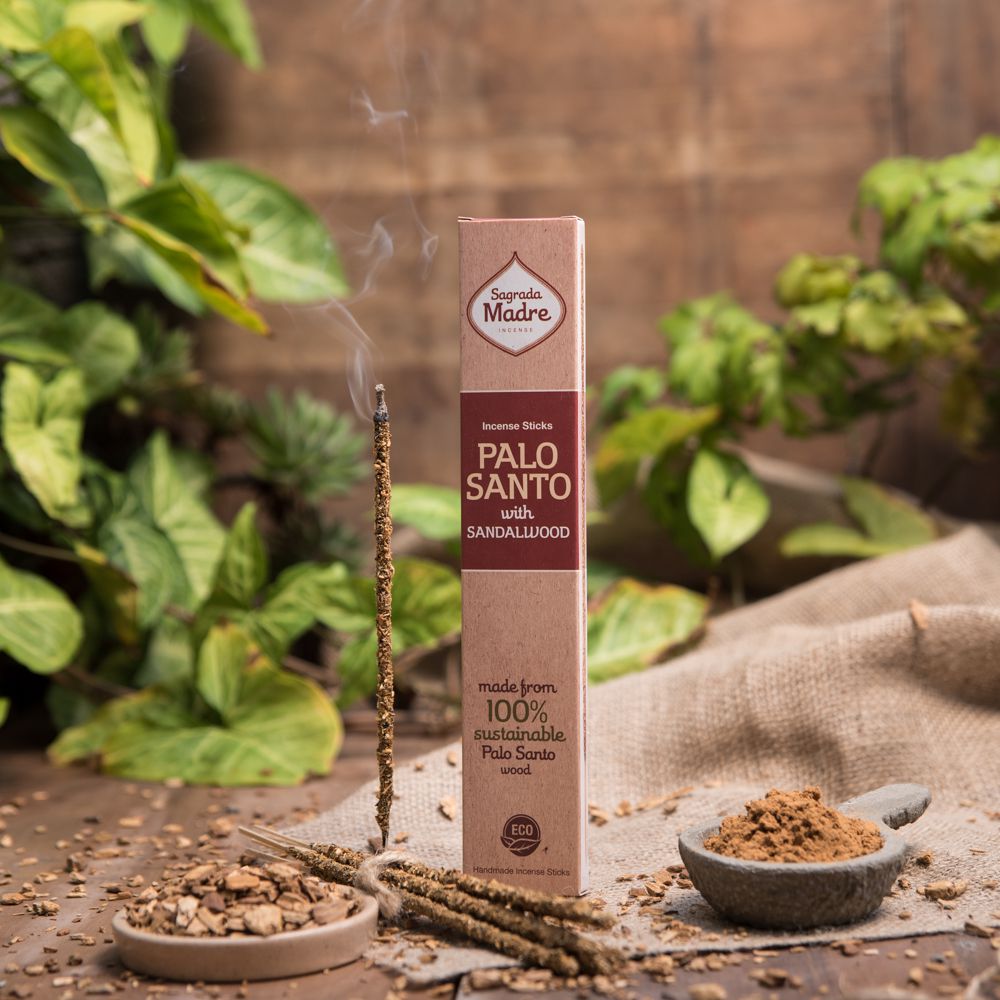 Sagrada
Madre
INCENSE
Incense Sticks
PALO
SANTO
with
SANDALWOOD
made from
100%
sustainable
Palo Santo
wood
ECO
Handmade Incense Sticks